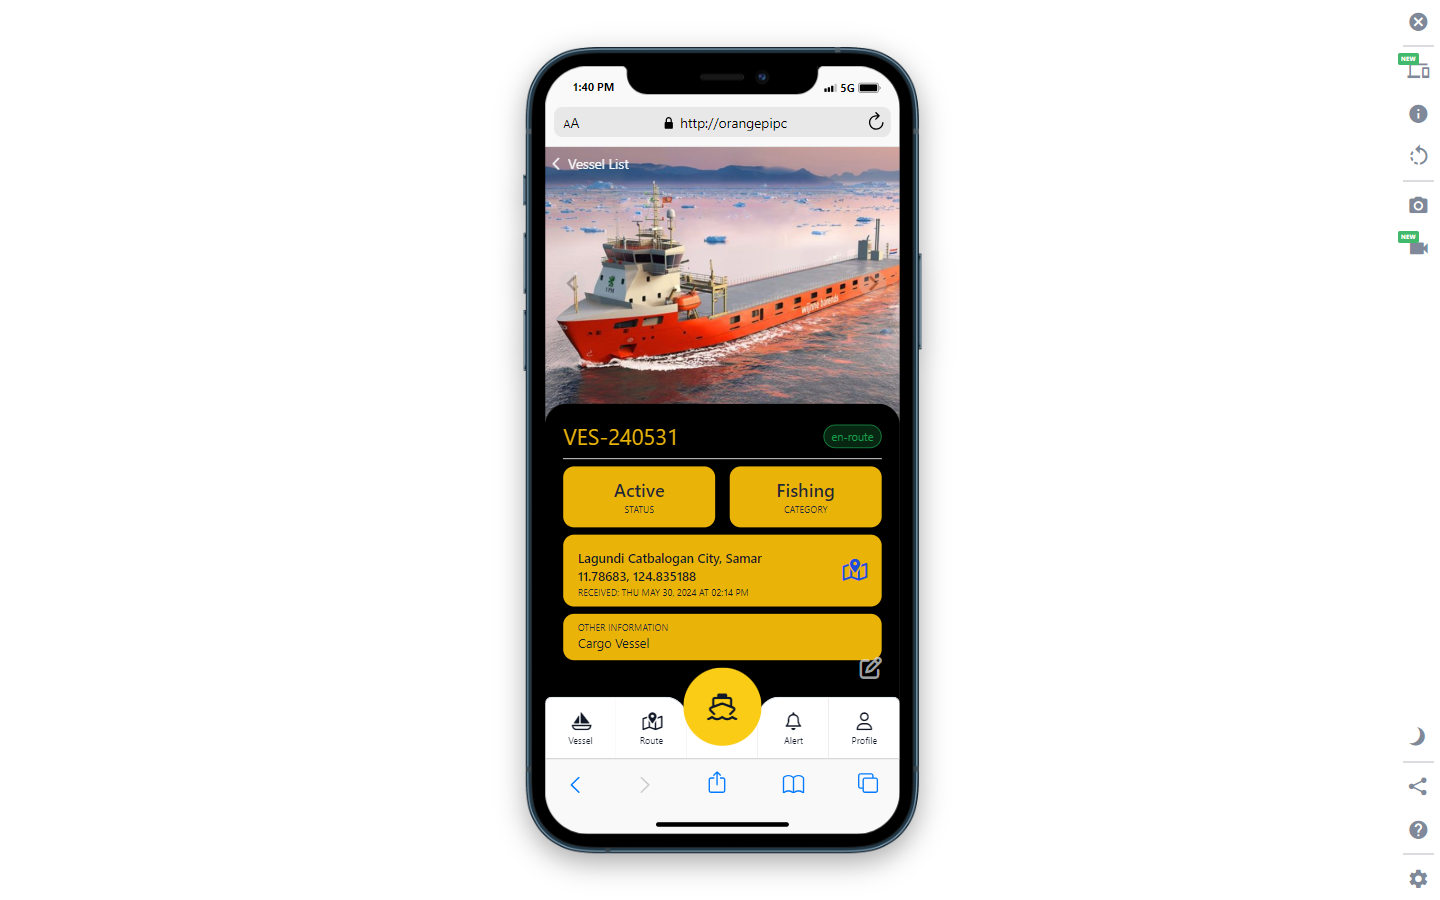 NEW
NEW
1:40 PM
5G
AA
http://orangepipc
Vessel List
wijnne barends
VES-240531
en-route
Active
STATUS
Fishing
CATEGORY
Lagundi Catbalogan City, Samar
11.78683, 124.835188
RECEIVED: THU MAY 30, 2024 AT 02:14 PM
OTHER INFORMATION
Cargo Vessel
Vessel
Route
Alert
Profile